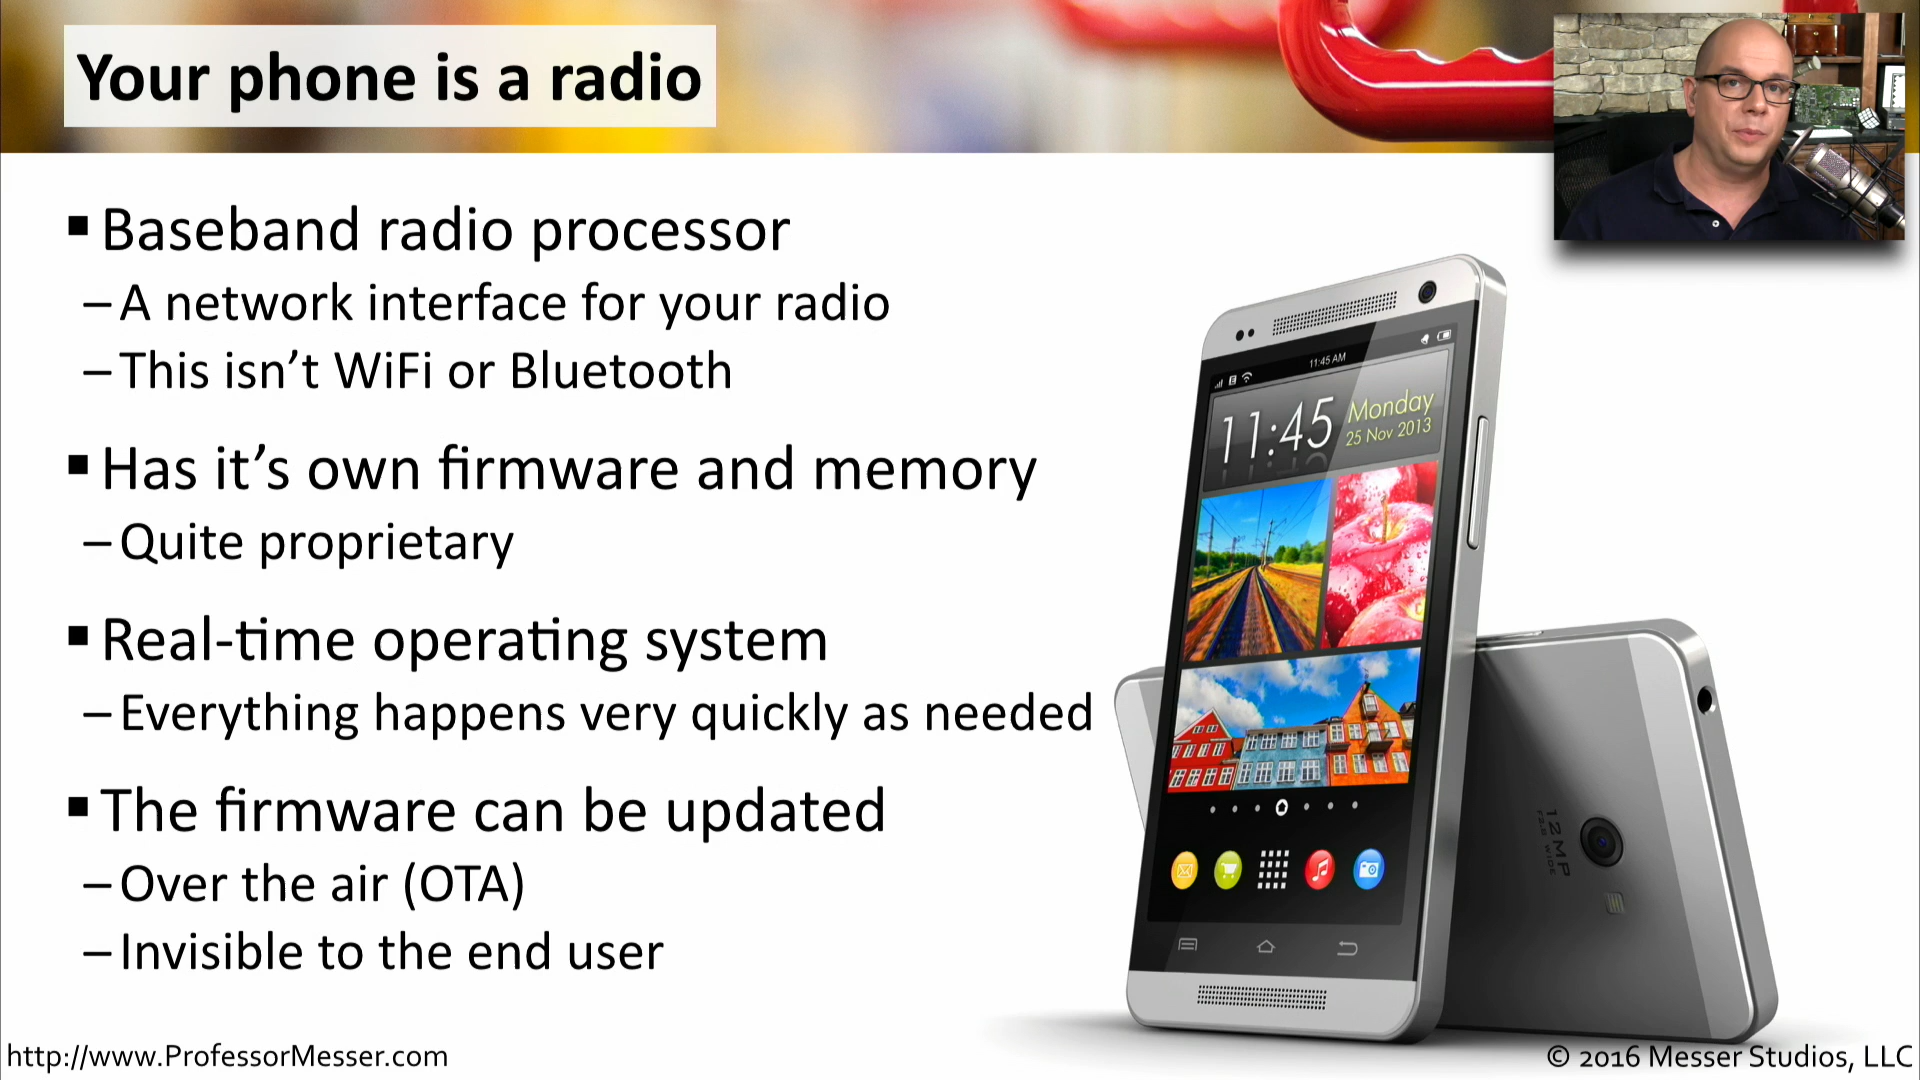 Your phone is a radio
▪ Baseband radio processor
– A network interface for your radio
– This isn’t WiFi or Bluetooth
▪ Has it’s own firmware and memory
– Quite proprietary
▪ Real-time operating system
– Everything happens very quickly as needed
▪ The firmware can be updated
– Over the air (OTA)
– Invisible to the end user
11:45 AM
11:45
Monday
25 Nov 2013
12 MP
http://www.ProfessorMesser.com
© 2016 Messer Studios, LLC